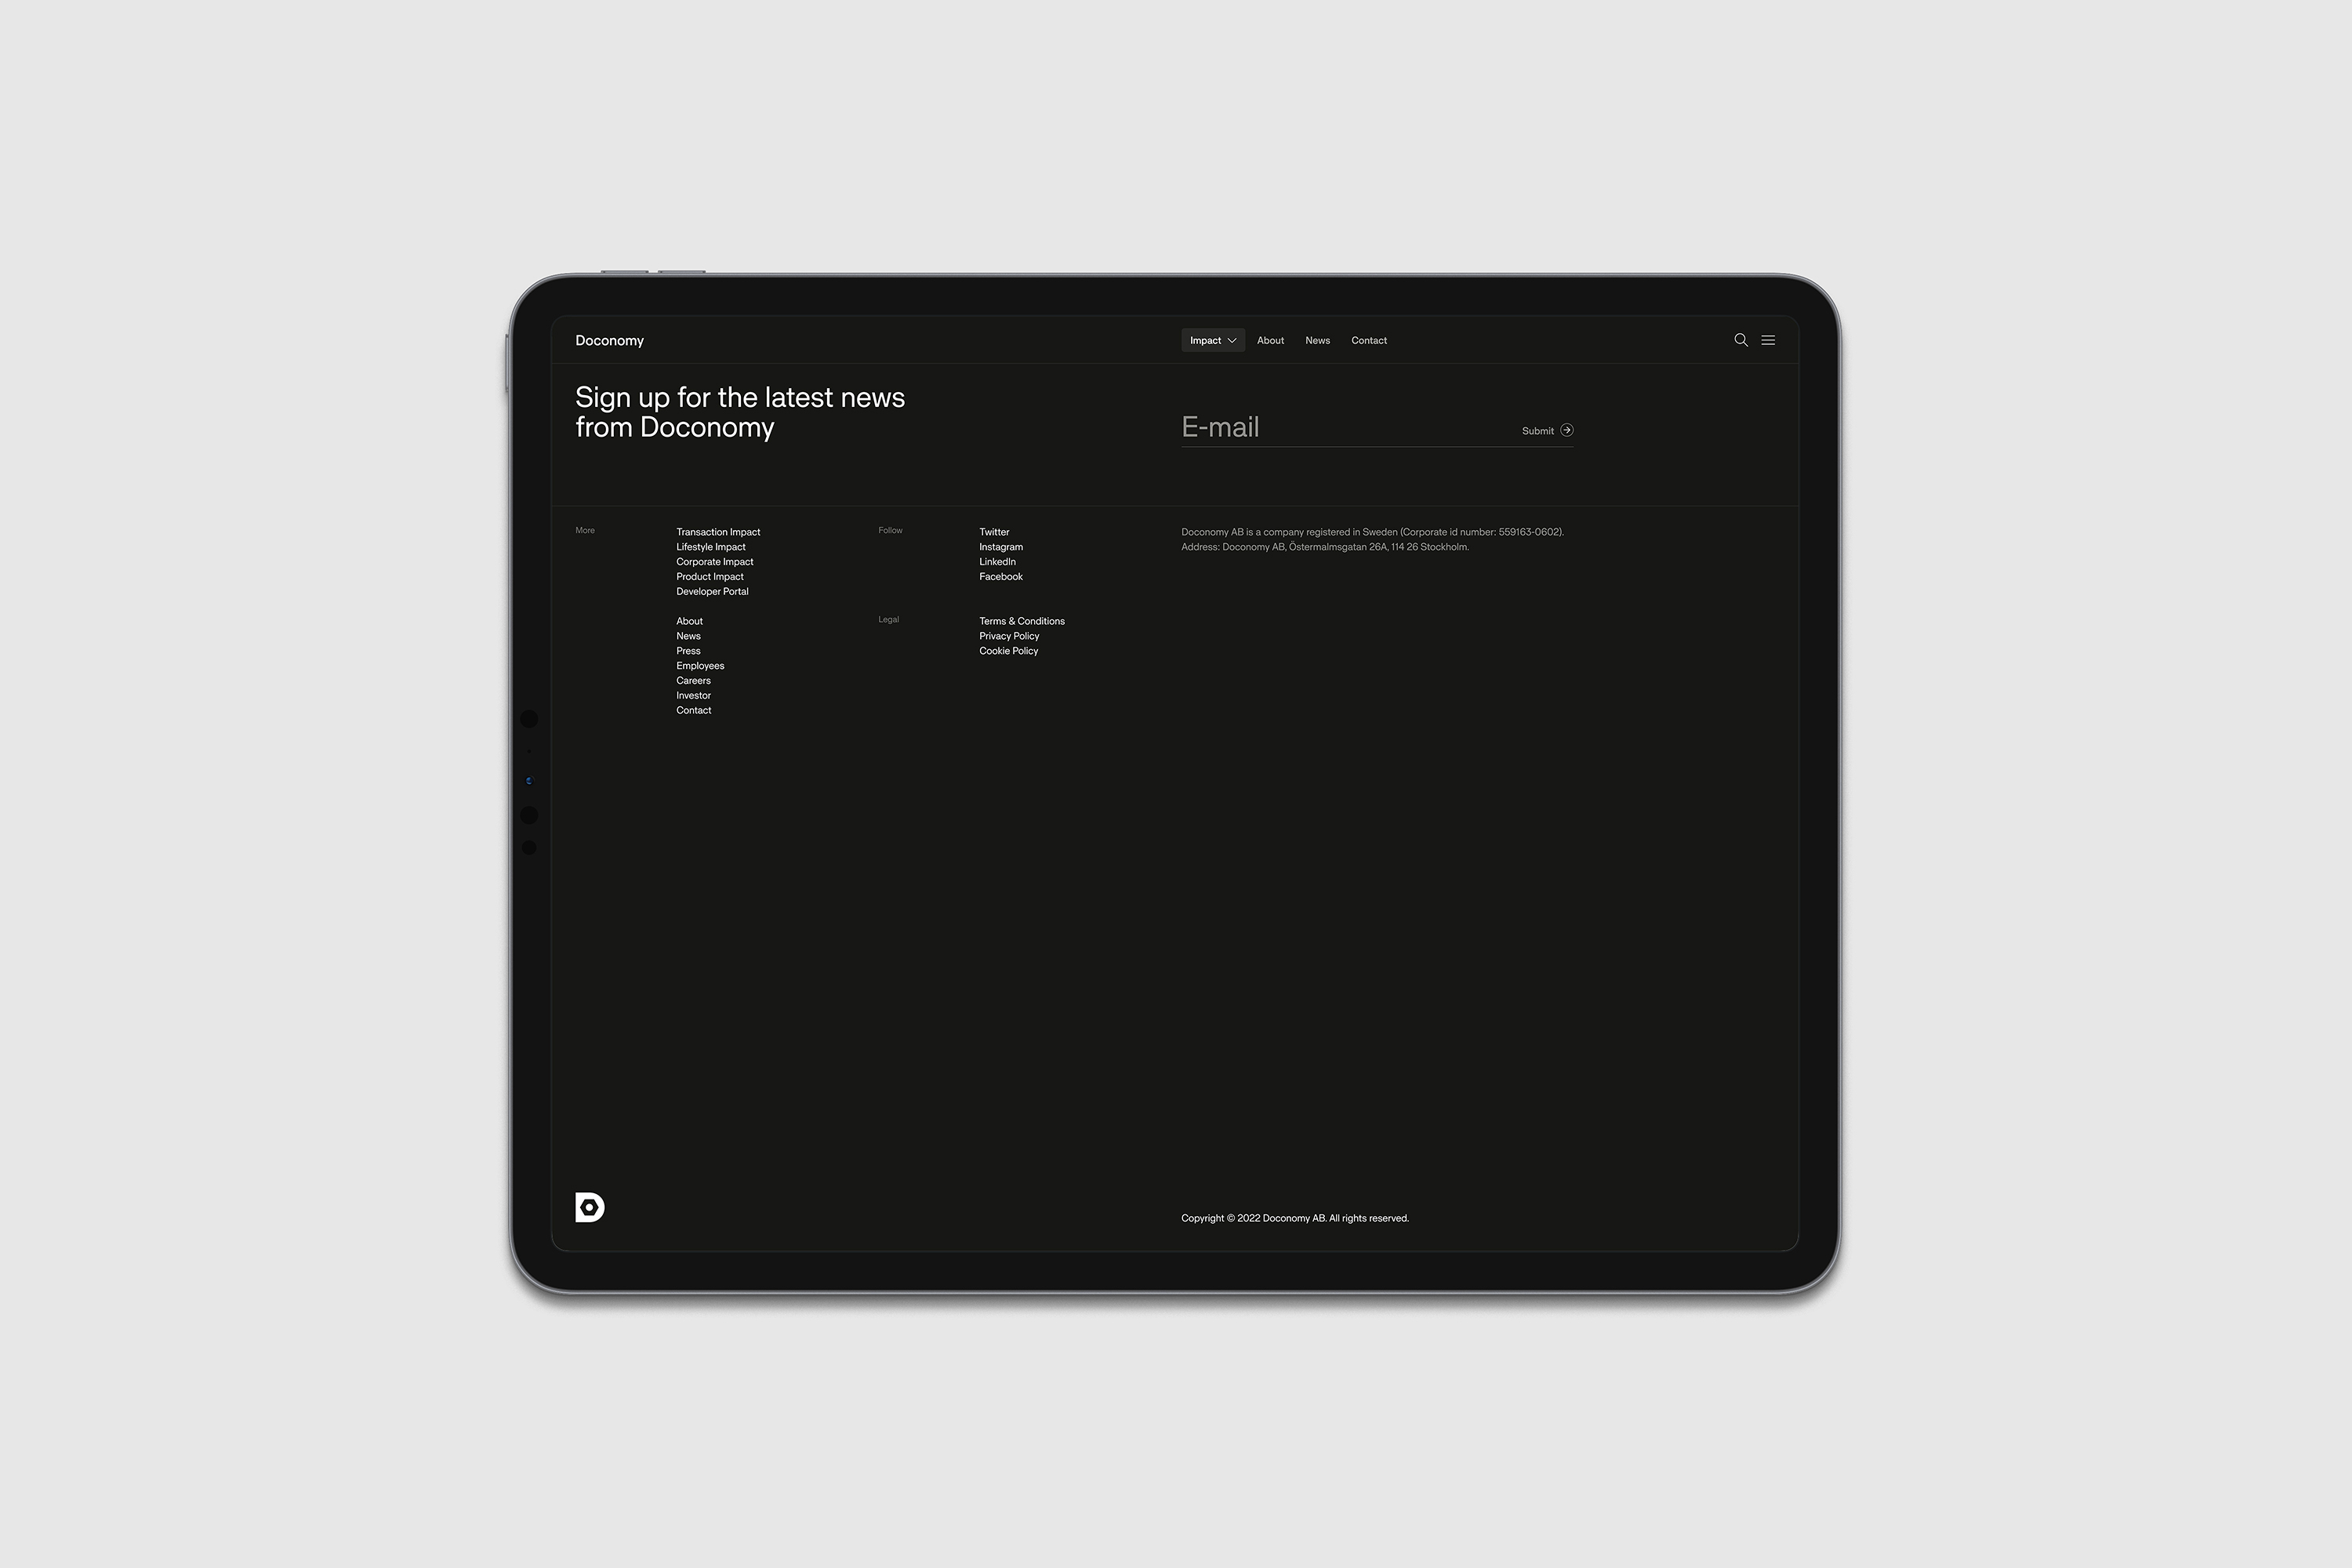 Doconomy
Impact
About
News
Contact
Sign up for the latest news
from Doconomy
E-mail
Submit
More
Transaction Impact
Lifestyle Impact
Corporate Impact
Product Impact
Developer Portal
About
News
Press
Employees
Careers
Investor
Contact
Follow
Twitter
Instagram
LinkedIn
Facebook
Legal
Terms & Conditions
Privacy Policy
Cookie Policy
Doconomy AB is a company registered in Sweden (Corporate id number: 559163-0602).
Address: Doconomy AB, Östermalmsgatan 26A, 114 26 Stockholm.
Copyright © 2022 Doconomy AB. All rights reserved.